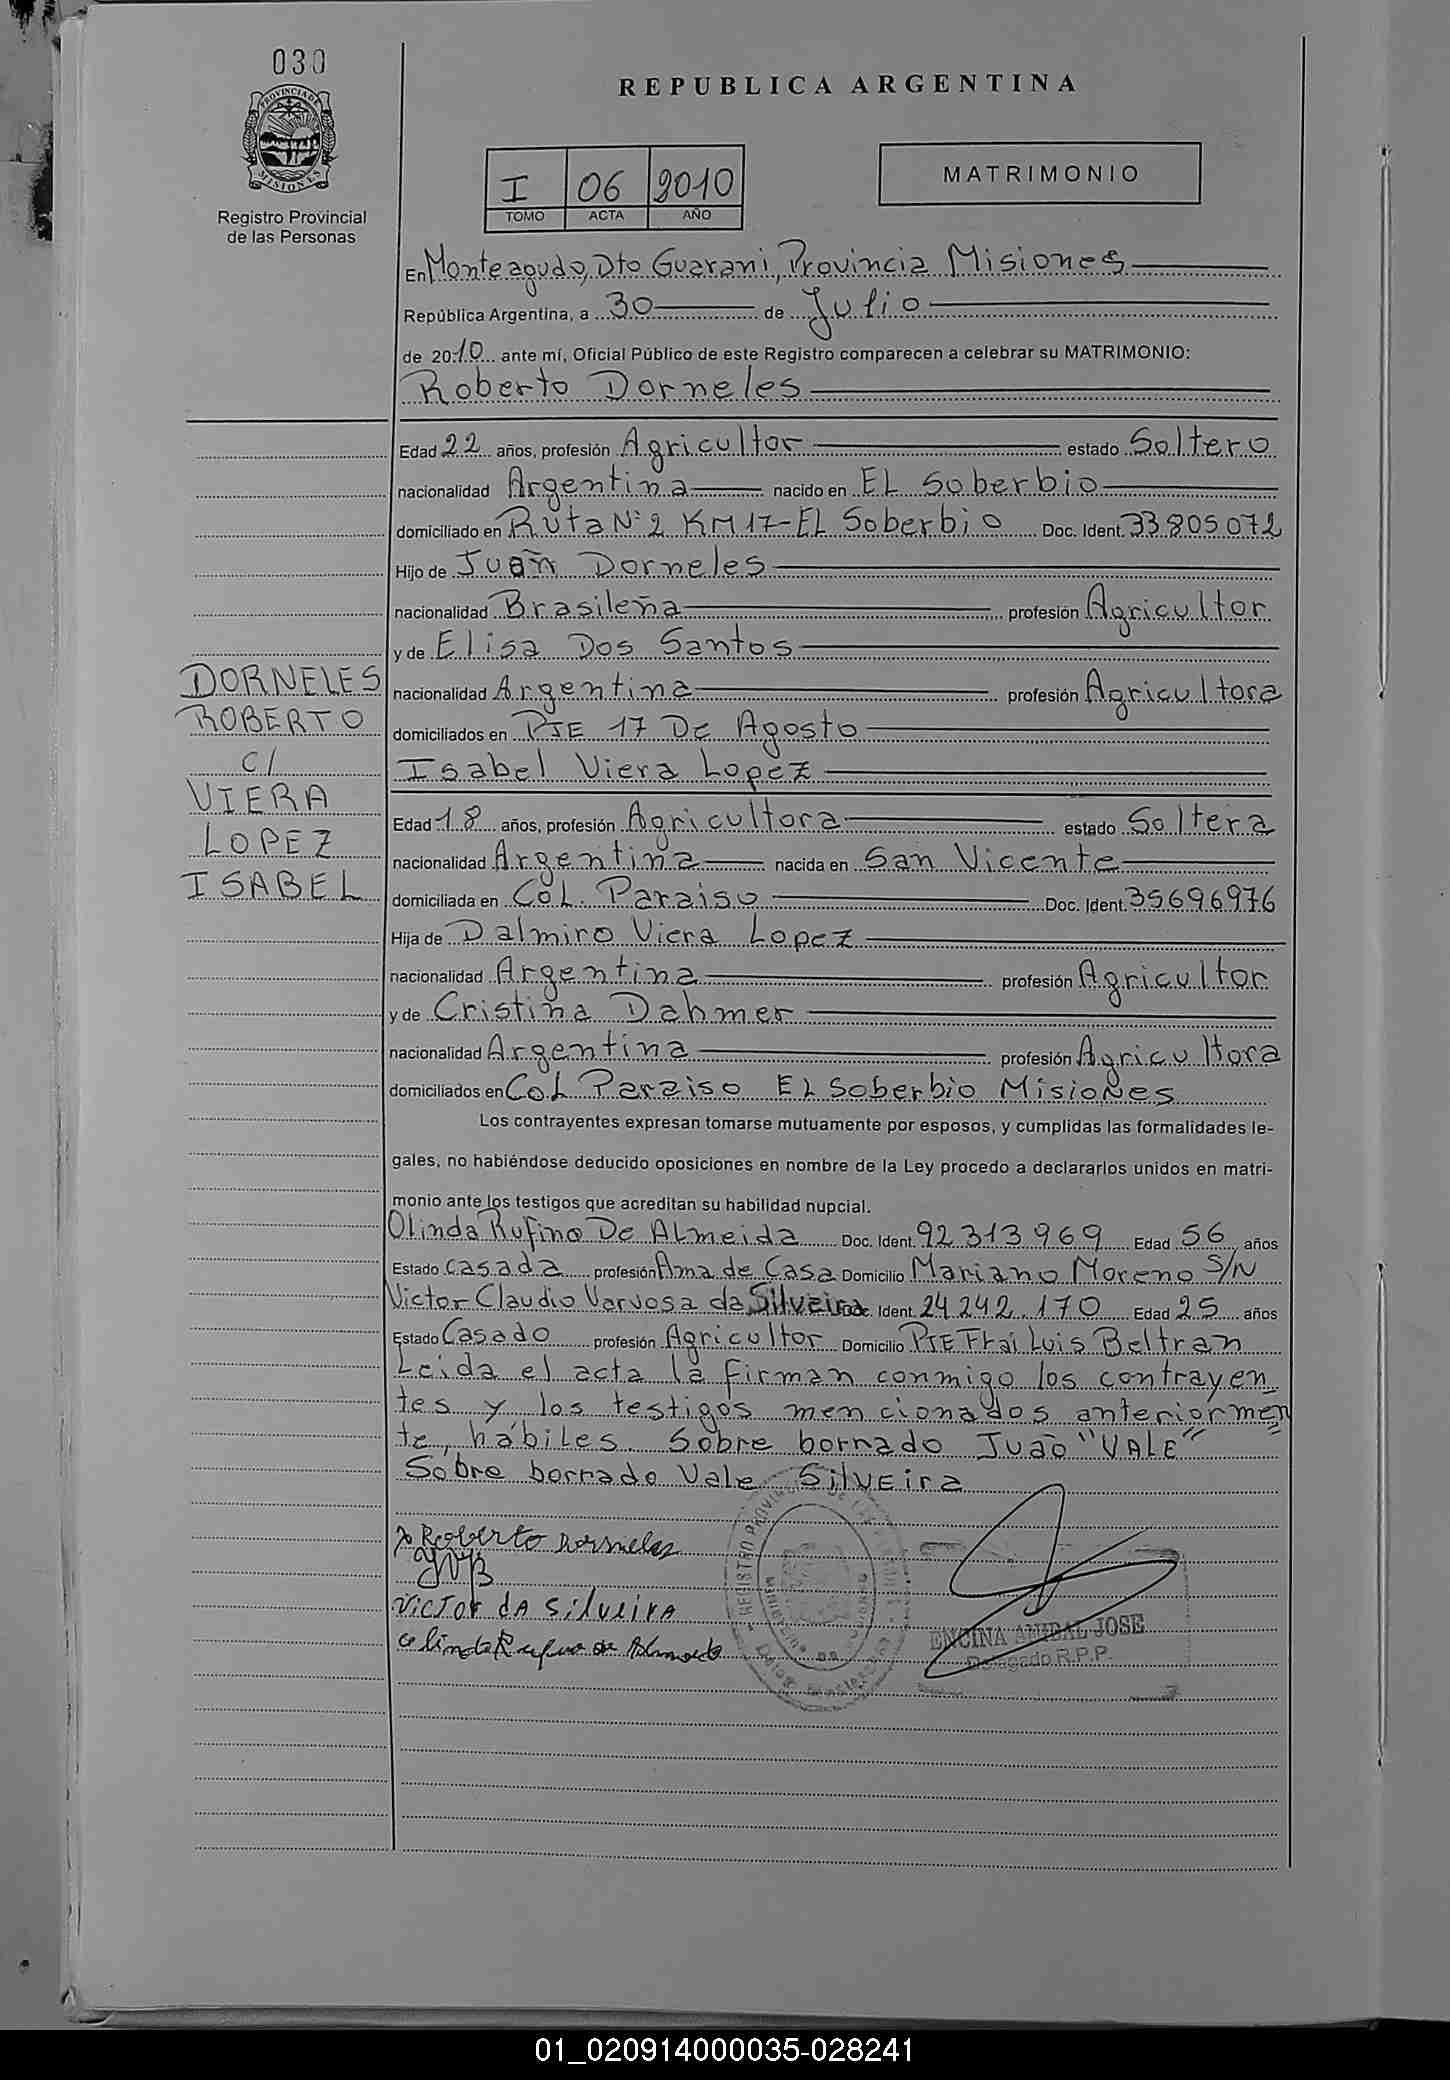 030
PROVINCIA DE MISIONES
Registro Provincial
de las Personas
REPUBLICA ARGENTINA
I 06 2010
TOMO ACTA AÑO
MATRIMONIO
En Monteagudo, Dto Guarani, Provincia Misiones
República Argentina, a 30 de Julio
de 2010 ante mí, Oficial Público de este Registro comparecen a celebrar su MATRIMONIO:
Roberto Dorneles
Edad 22 años, profesión Agricultor estado Soltero
nacionalidad Argentina nacido en EL Soberbio
domiciliado en Ruta Nº 2 KM 17-EL Soberbio Doc. Ident. 33805072
Hijo de Juão Dorneles
nacionalidad Brasileña profesión Agricultor
y de Elisa Dos Santos
nacionalidad Argentina profesión Agricultora
domiciliados en PJE 17 De Agosto
DORNELES
ROBERTO
C/
VIERA
LOPEZ
ISABEL
Isabel Viera Lopez
Edad 18 años, profesión Agricultora estado Soltera
nacionalidad Argentina nacida en San Vicente
domiciliada en Col. Paraiso Doc. Ident. 35696976
Hija de Dalmiro Viera Lopez
nacionalidad Argentina profesión Agricultor
y de Cristina Dahmer
nacionalidad Argentina profesión Agricultora
domiciliados en Col Paraiso EL Soberbio Misiones
Los contrayentes expresan tomarse mutuamente por esposos, y cumplidas las formalidades le-
gales, no habiéndose deducido oposiciones en nombre de la Ley procedo a declararlos unidos en matri-
monio ante los testigos que acreditan su habilidad nupcial.
Olinda Rufino De Almeida Doc. Ident. 92313969 Edad 56 años
Estado Casada profesión Ama de Casa Domicilio Mariano Moreno S/N
Victor Claudio Varvosa da Silveira Doc. Ident. 24242.170 Edad 25 años
Estado Casado profesión Agricultor Domicilio PJE Frai Luis Beltran
Leida el acta la firman conmigo los contrayen
tes y los testigos mencionados anteriormen
te, hábiles. Sobre borrado Juão "VALE"
Sobre borrado Vale Silveira
Roberto Dorneles
Victor da Silveira
Olinda Rufino de Almeida
ENCINA ANIBAL JOSE
Delegado R.P.P.
01_020914000035-028241